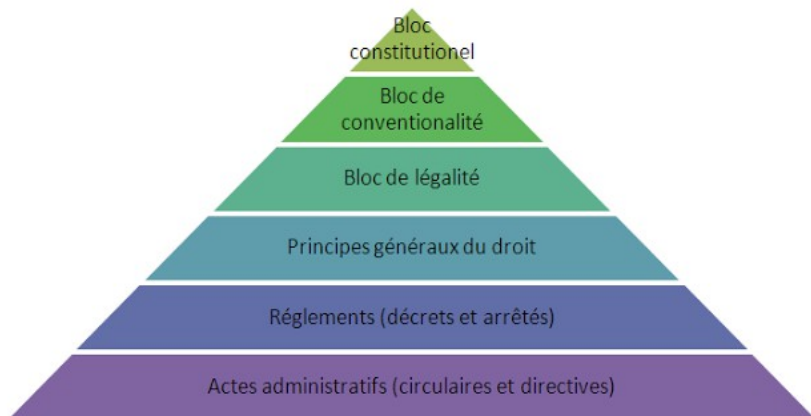 Bloc
constitutionel
Bloc de
conventionalité
Bloc de légalité
Principes généraux du droit
Réglements (décrets et arrêtés)
Actes administratifs (circulaires et directives)